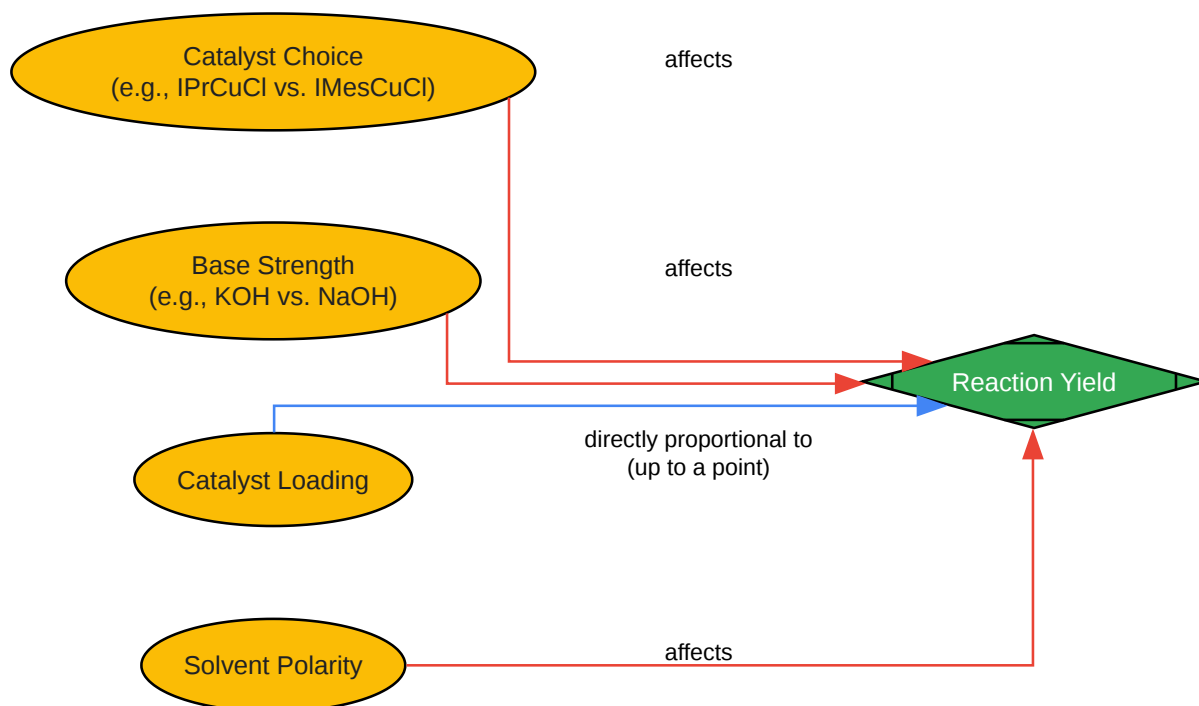 Catalyst Choice
(e.g., IPrCuCl vs. IMesCuCl)
affects
Base Strength
(e.g., KOH vs. NaOH)
affects
Reaction Yield
directly proportional to
(up to a point)
Catalyst Loading
Solvent Polarity
affects